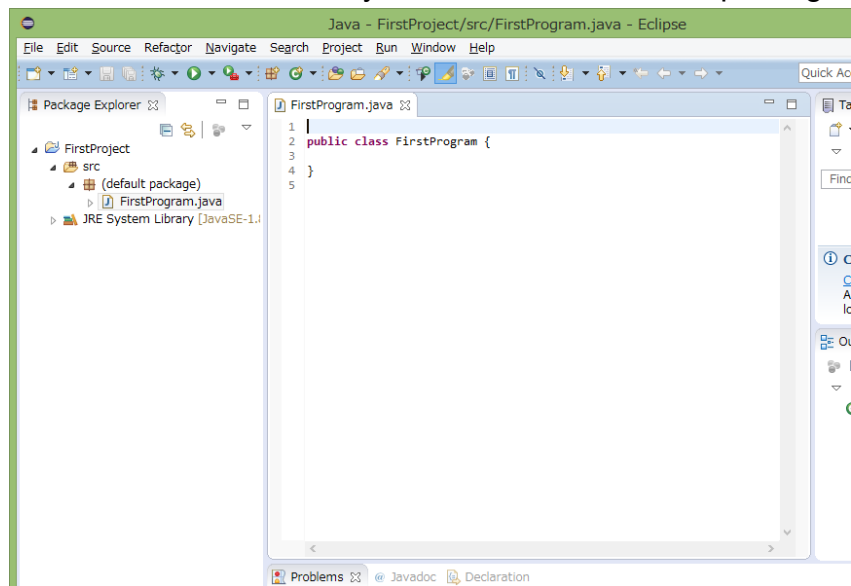 Java - FirstProject/src/FirstProgram.java - Eclipse
File Edit Source Refactor Navigate Search Project Run Window Help
Quick Ac
Package Explorer
FirstProject
src
(default package)
FirstProgram.java
JRE System Library [JavaSE-1.
FirstProgram.java
1
2 public class FirstProgram {
3
4 }
5
Ta
Find
Ou
Problems @ Javadoc Declaration